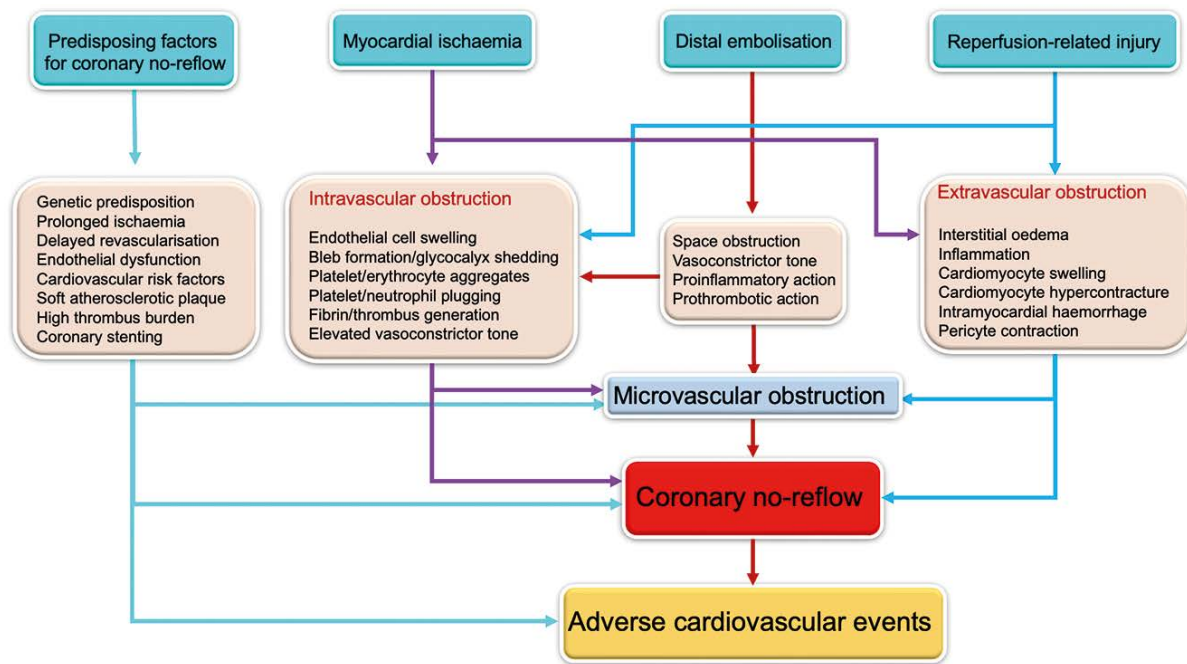 Predisposing factors
for coronary no-reflow
Myocardial ischaemia
Distal embolisation
Reperfusion-related injury
Genetic predisposition
Prolonged ischaemia
Delayed revascularisation
Endothelial dysfunction
Cardiovascular risk factors
Soft atherosclerotic plaque
High thrombus burden
Coronary stenting
Intravascular obstruction
Endothelial cell swelling
Bleb formation/glycocalyx shedding
Platelet/erythrocyte aggregates
Platelet/neutrophil plugging
Fibrin/thrombus generation
Elevated vasoconstrictor tone
Space obstruction
Vasoconstrictor tone
Proinflammatory action
Prothrombotic action
Extravascular obstruction
Interstitial oedema
Inflammation
Cardiomyocyte swelling
Cardiomyocyte hypercontracture
Intramyocardial haemorrhage
Pericyte contraction
Microvascular obstruction
Coronary no-reflow
Adverse cardiovascular events